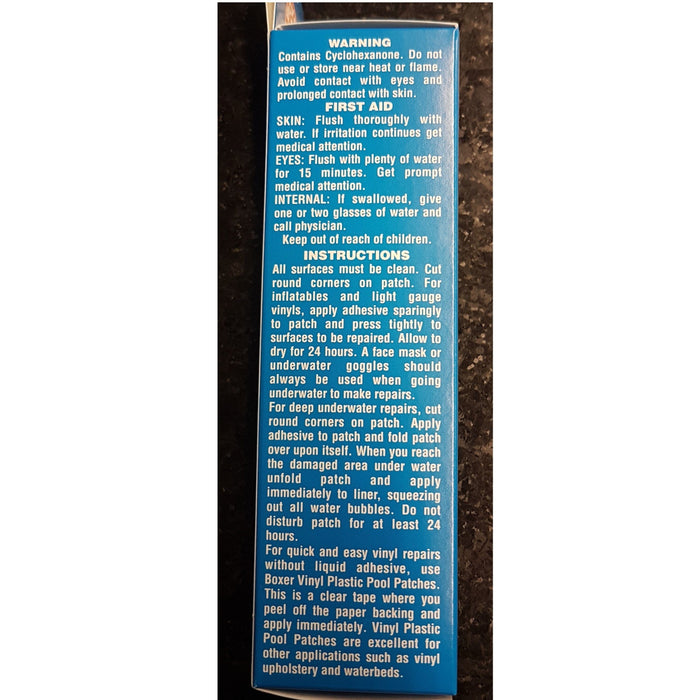 WARNING
Contains Cyclohexanone. Do not
use or store near heat or flame.
Avoid contact with eyes and
prolonged contact with skin.
FIRST AID
SKIN: Flush thoroughly with
water. If irritation continues get
medical attention.
EYES: Flush with plenty of water
for 15 minutes. Get prompt
medical attention.
INTERNAL: If swallowed, give
one or two glasses of water and
call physician.
Keep out of reach of children.
INSTRUCTIONS
All surfaces must be clean. Cut
round corners on patch. For
inflatables and light gauge
vinyls, apply adhesive sparingly
to patch and press tightly to
surfaces to be repaired. Allow to
dry for 24 hours. A face mask or
underwater goggles should
always be used when going
underwater to make repairs.
For deep underwater repairs, cut
round corners on patch. Apply
adhesive to patch and fold patch
over upon itself. When you reach
the damaged area under water
unfold patch and apply
immediately to liner, squeezing
out all water bubbles. Do not
disturb patch for at least 24
hours.
For quick and easy vinyl repairs
without liquid adhesive, use
Boxer Vinyl Plastic Pool Patches.
This is a clear tape where you
peel off the paper backing and
apply immediately. Vinyl Plastic
Pool Patches are excellent for
other applications such as vinyl
upholstery and waterbeds.